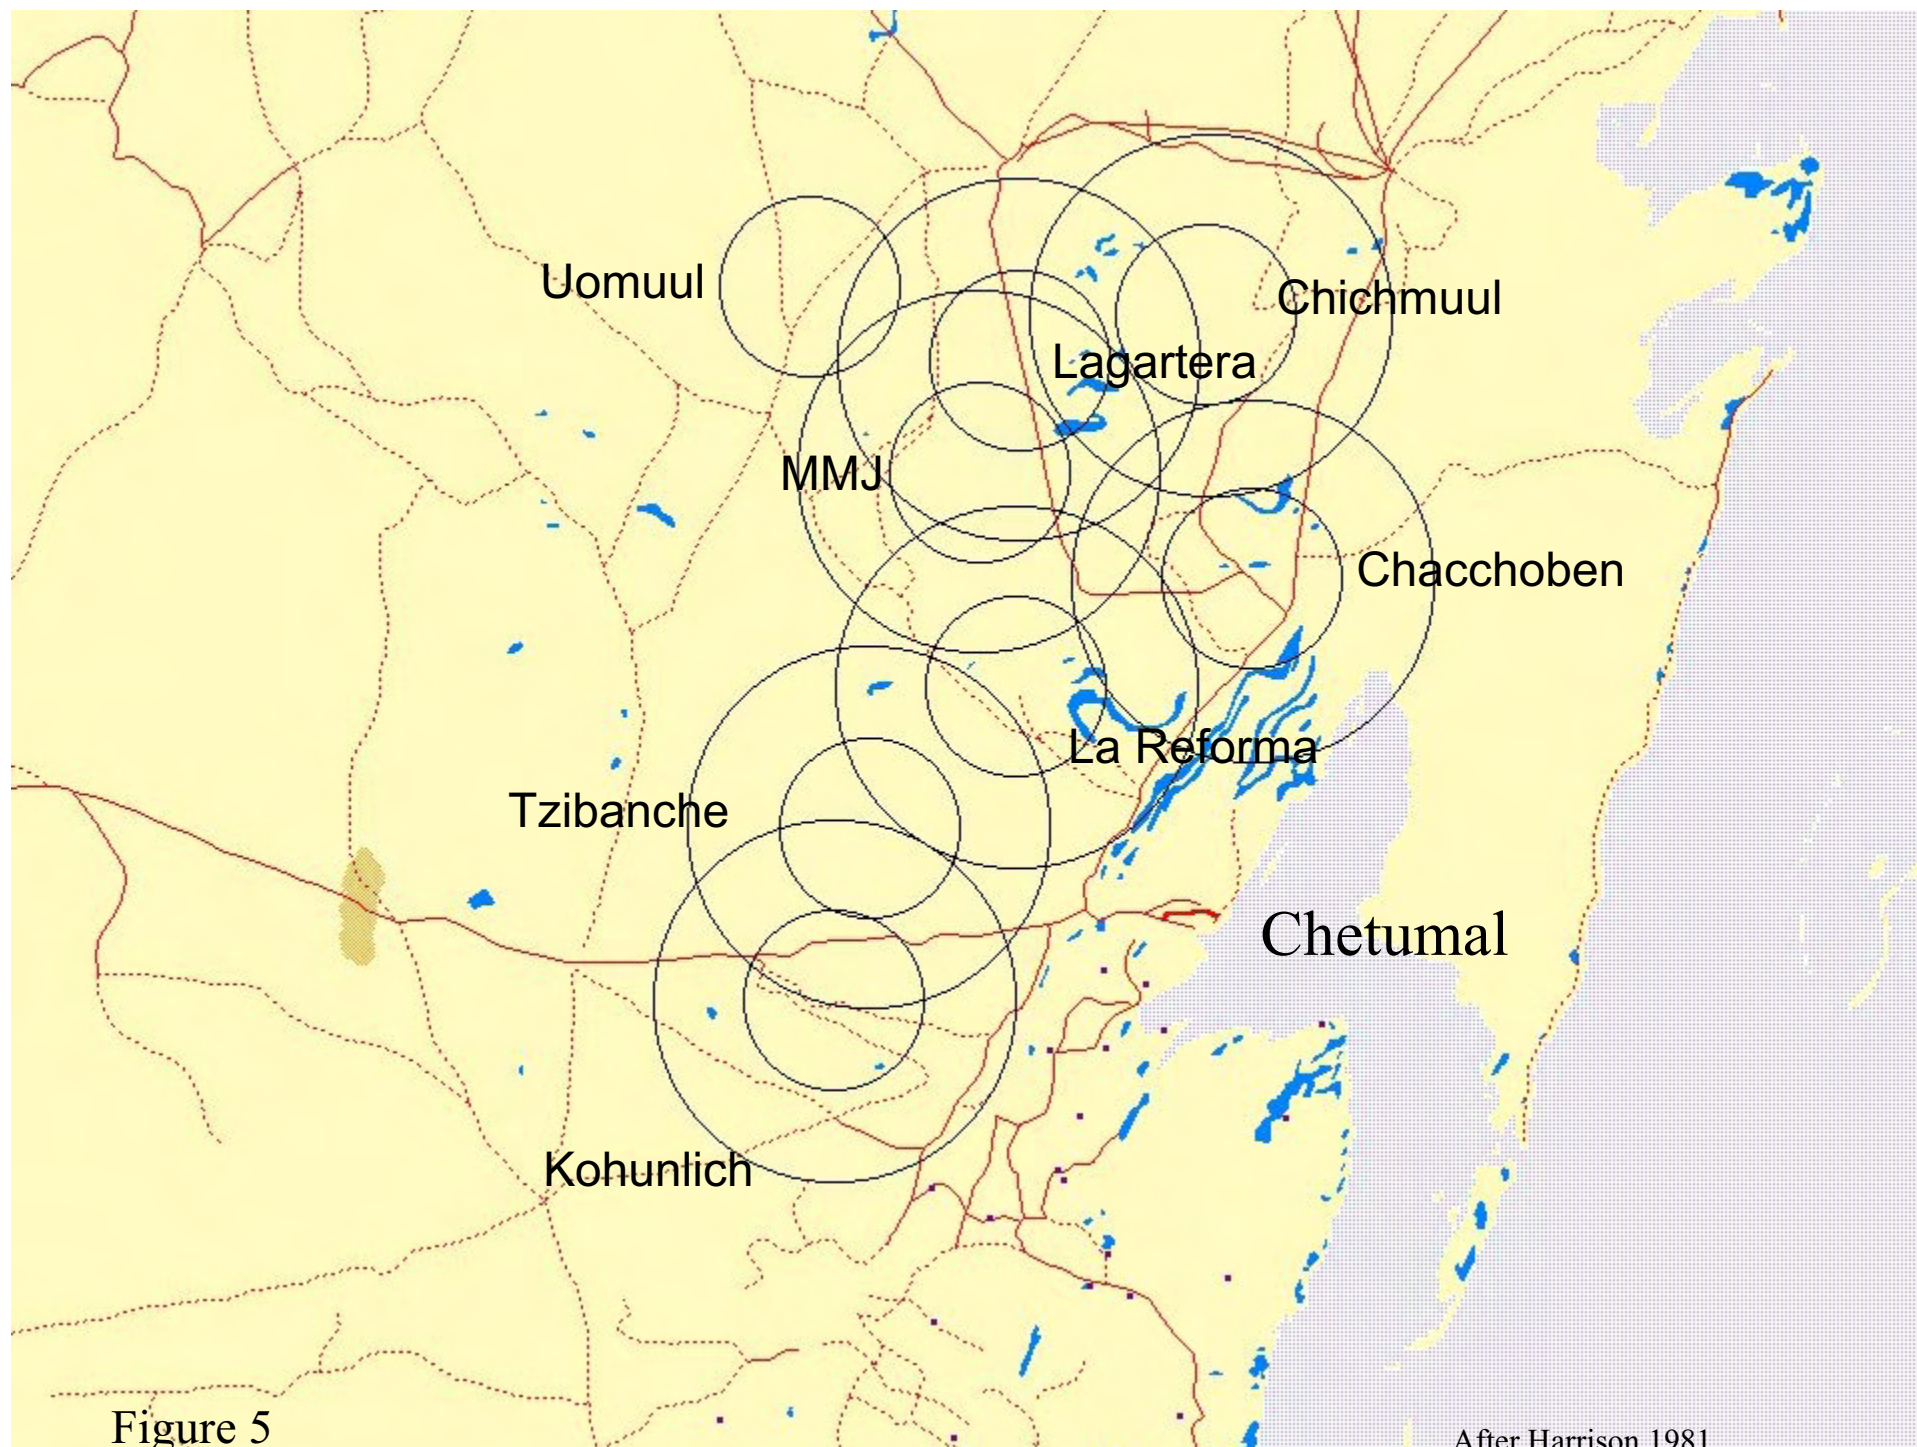 Uomuul
Chichmuul
Lagartera
MMJ
Chacchoben
La Reforma
Tzibanche
Chetumal
Kohunlich
Figure 5
After Harrison 1981